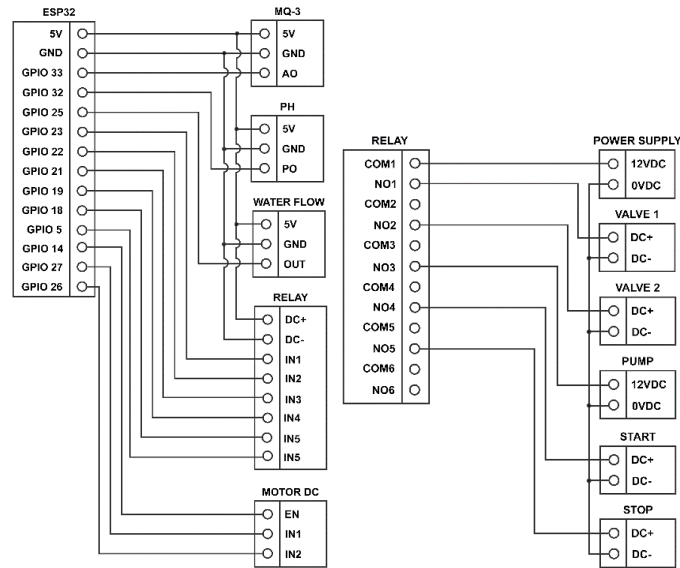 ESP32
5V
GND
GPIO 33
GPIO 32
GPIO 25
GPIO 23
GPIO 22
GPIO 21
GPIO 19
GPIO 18
GPIO 5
GPIO 14
GPIO 27
GPIO 26
MQ-3
5V
GND
AO
PH
5V
GND
PO
WATER FLOW
5V
GND
OUT
RELAY
DC+
DC-
IN1
IN2
IN3
IN4
IN5
IN5
MOTOR DC
EN
IN1
IN2
RELAY
COM1
NO1
COM2
NO2
COM3
NO3
COM4
NO4
COM5
NO5
COM6
NO6
POWER SUPPLY
12VDC
0VDC
VALVE 1
DC+
DC-
VALVE 2
DC+
DC-
PUMP
12VDC
0VDC
START
DC+
DC-
STOP
DC+
DC-